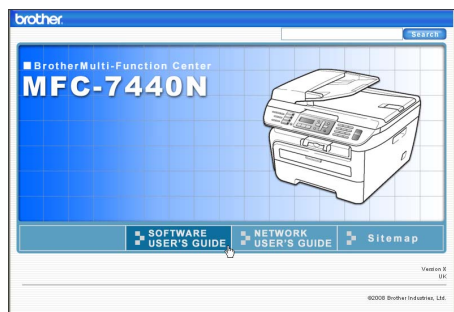 brother.
Search
BrotherMulti-Function Center
MFC-7440N
SOFTWARE
USER'S GUIDE
NETWORK
USER'S GUIDE
Sitemap
Version X
UK
©2008 Brother Industries, Ltd.